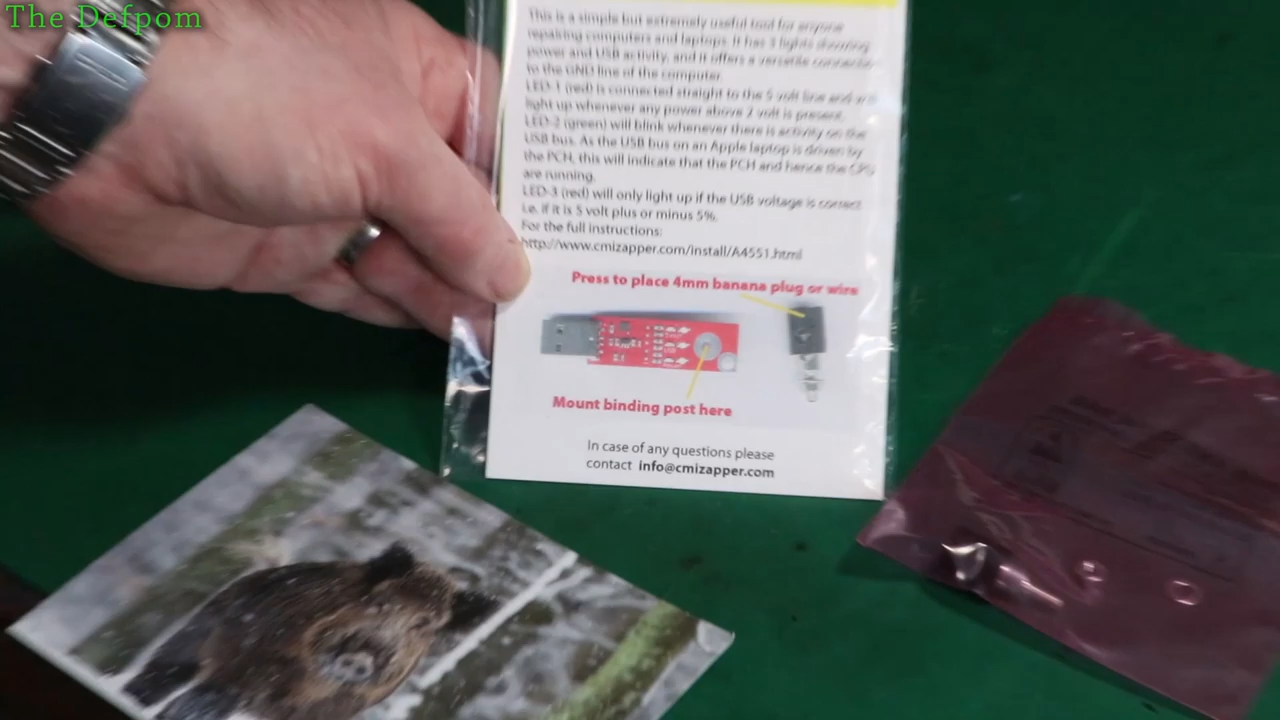 The Defpom
This is a simple but extremely useful tool for anyone
repairing computers and laptops. It has 3 lights showing
power and USB activity, and it offers a versatile connection
to the GND line of the computer.
LED-1 (red) is connected straight to the 5 volt line and will
light up whenever any power above 2 volt is present.
LED-2 (green) will blink whenever there is activity on the
USB bus. As the USB bus on an Apple laptop is driven by
the PCH, this will indicate that the PCH and hence the CPU
are running.
LED-3 (red) will only light up if the USB voltage is correct
i.e. if it is 5 volt plus or minus 5%.
For the full instructions:
http://www.cmizapper.com/install/A4551.html
Press to place 4mm banana plug or wire
Mount binding post here
In case of any questions please
contact info@cmizapper.com